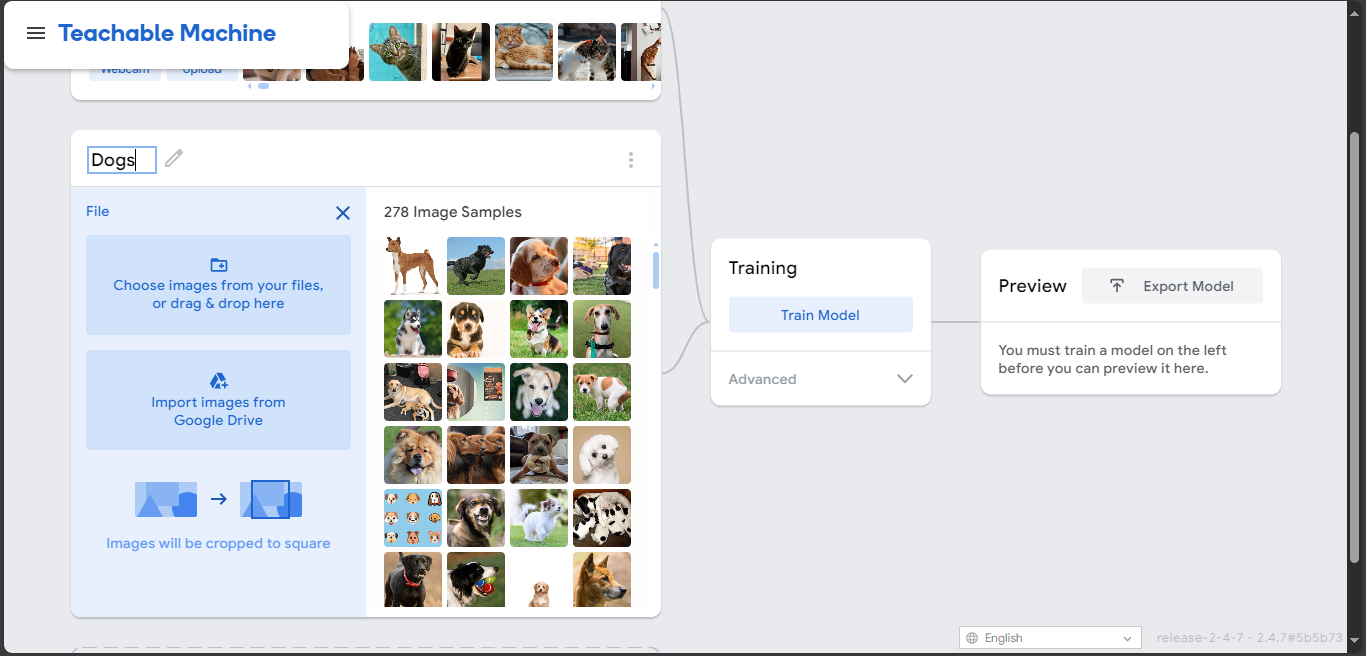 Teachable Machine
Webcam
Upload
Dogs
File
278 Image Samples
Choose images from your files,
or drag & drop here
Import images from
Google Drive
Images will be cropped to square
Training
Train Model
Advanced
Preview
Export Model
You must train a model on the left
before you can preview it here.
English
release-2-4-7 - 2.4.7#5b5b73